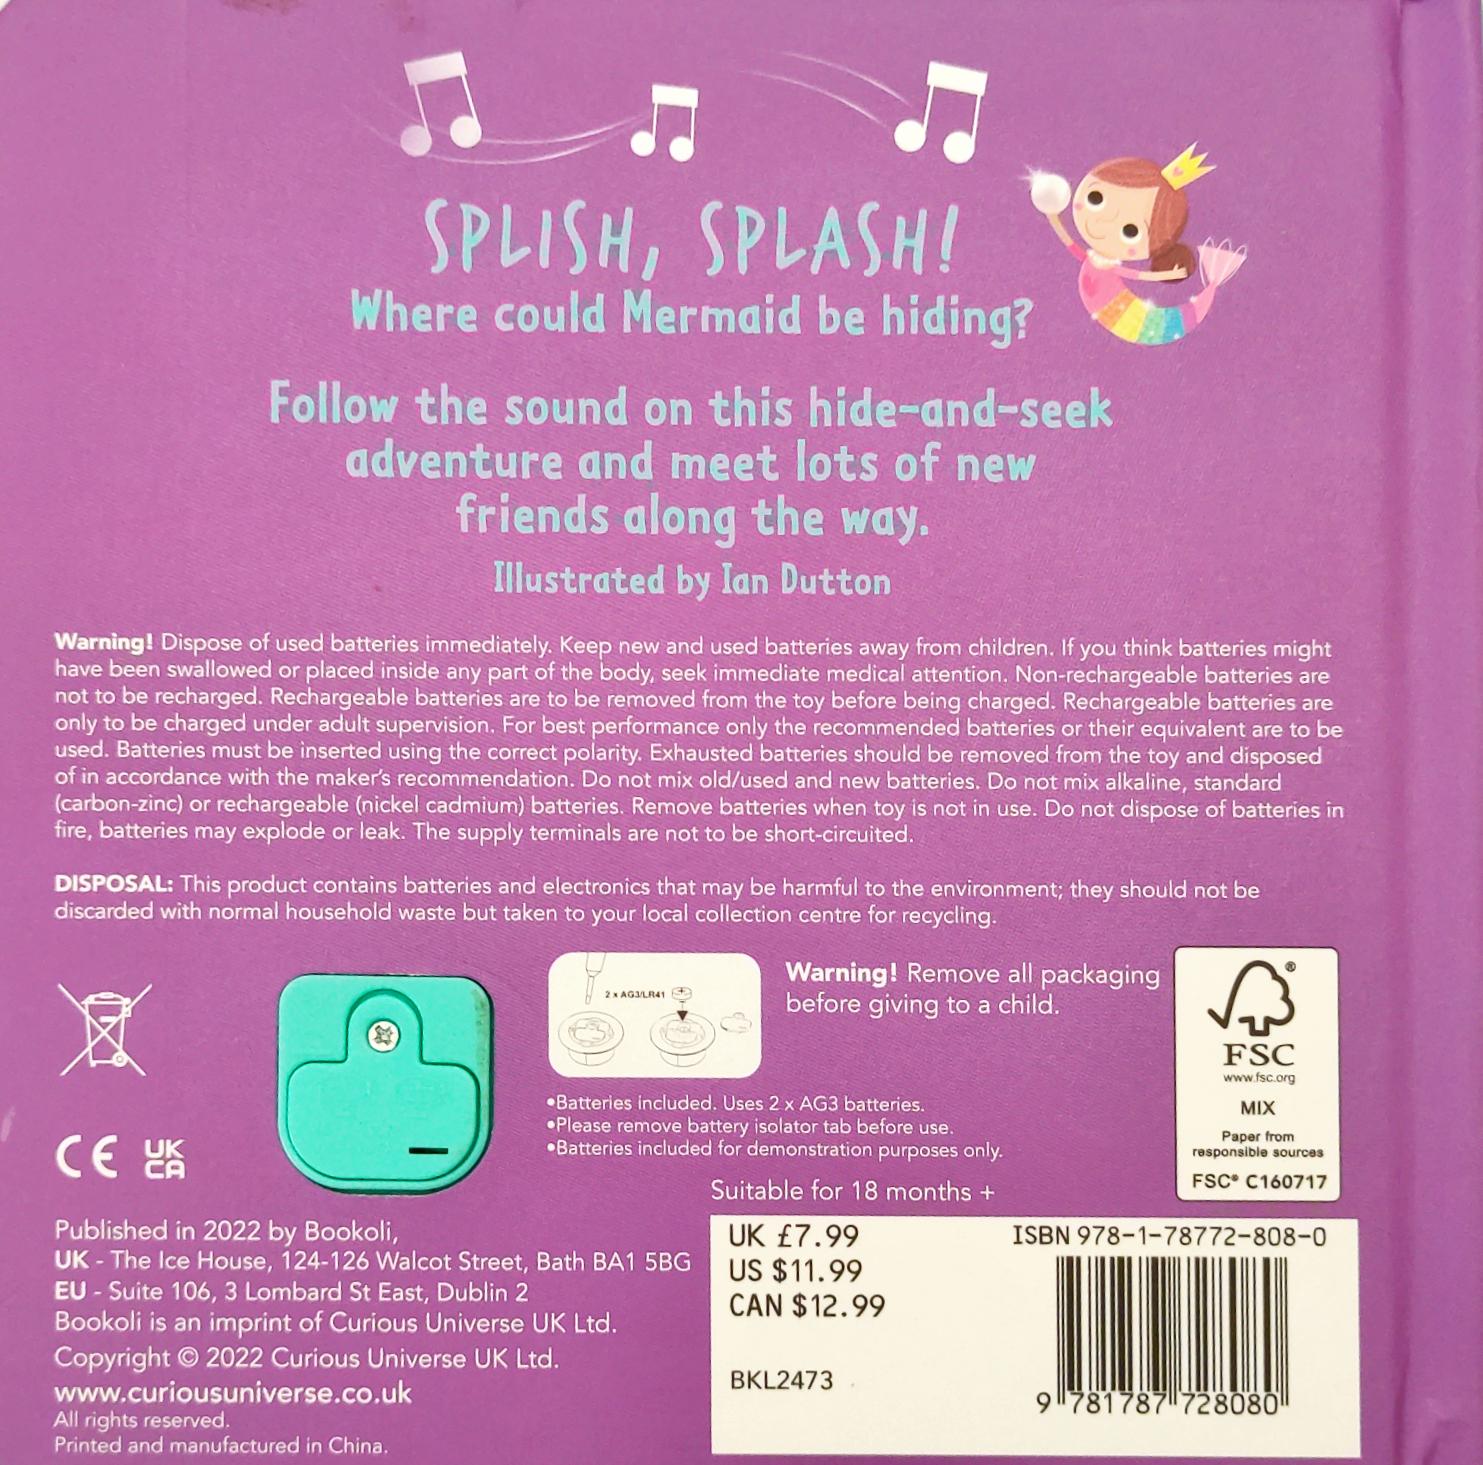 SPLISH, SPLASH!
Where could Mermaid be hiding?
Follow the sound on this hide-and-seek
adventure and meet lots of new
friends along the way.
Illustrated by Ian Dutton
Warning! Dispose of used batteries immediately. Keep new and used batteries away from children. If you think batteries might
have been swallowed or placed inside any part of the body, seek immediate medical attention. Non-rechargeable batteries are
not to be recharged. Rechargeable batteries are to be removed from the toy before being charged. Rechargeable batteries are
only to be charged under adult supervision. For best performance only the recommended batteries or their equivalent are to be
used. Batteries must be inserted using the correct polarity. Exhausted batteries should be removed from the toy and disposed
of in accordance with the maker's recommendation. Do not mix old/used and new batteries. Do not mix alkaline, standard
(carbon-zinc) or rechargeable (nickel cadmium) batteries. Remove batteries when toy is not in use. Do not dispose of batteries in
fire, batteries may explode or leak. The supply terminals are not to be short-circuited.
DISPOSAL: This product contains batteries and electronics that may be harmful to the environment; they should not be
discarded with normal household waste but taken to your local collection centre for recycling.
2 x AG3/LR41
Warning! Remove all packaging
before giving to a child.
•Batteries included. Uses 2 x AG3 batteries.
•Please remove battery isolator tab before use.
•Batteries included for demonstration purposes only.
®
FSC
www.fsc.org
MIX
Paper from
responsible sources
FSC® C160717
CE
UK
CA
Suitable for 18 months +
Published in 2022 by Bookoli,
UK - The Ice House, 124-126 Walcot Street, Bath BA1 5BG
EU - Suite 106, 3 Lombard St East, Dublin 2
Bookoli is an imprint of Curious Universe UK Ltd.
Copyright © 2022 Curious Universe UK Ltd.
www.curiousuniverse.co.uk
All rights reserved.
Printed and manufactured in China.
UK £7.99
US $11.99
CAN $12.99
BKL2473
ISBN 978-1-78772-808-0
9 781787 728080